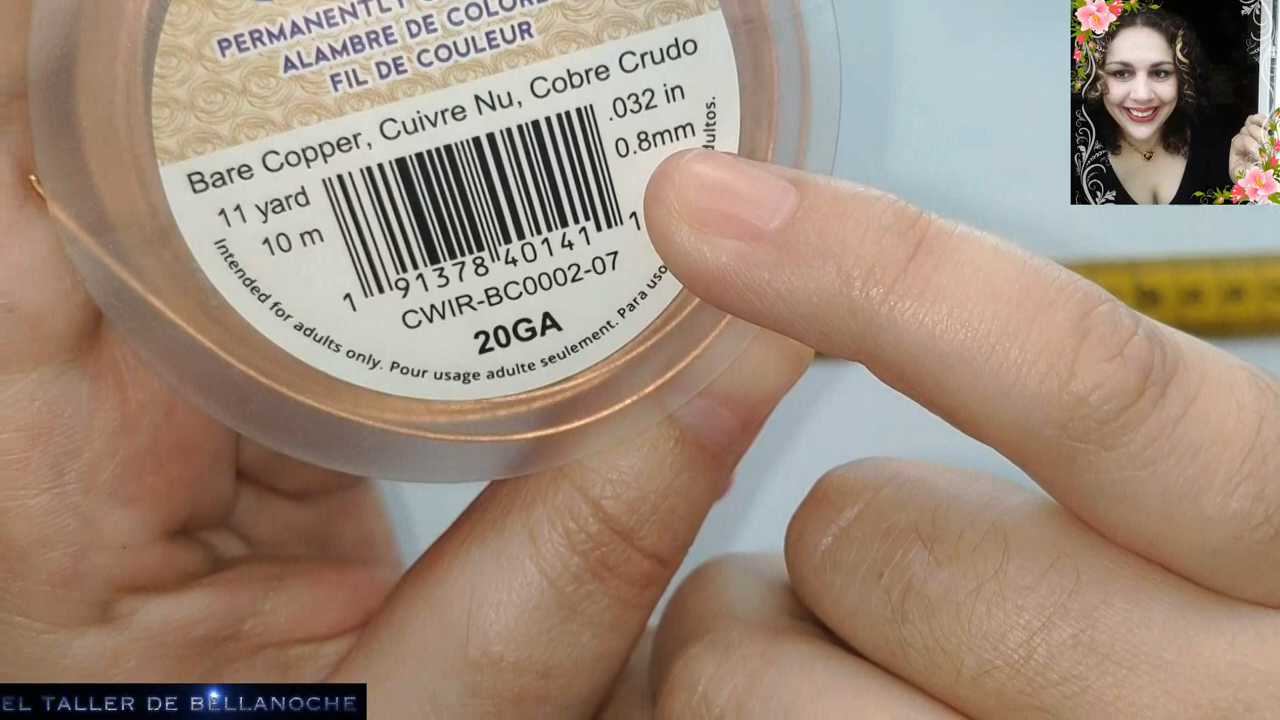 PERMANENTLY
ALAMBRE DE
FIL DE COULEUR
Bare Copper, Cuivre Nu, Cobre Crudo
11 yard
10 m
.032 in
0.8mm
1 91378 40141 1
CWIR-BC0002-07
20GA
Intended for adults only. Pour usage adulte seulement. Para uso
EL TALLER DE BELLANOCHE